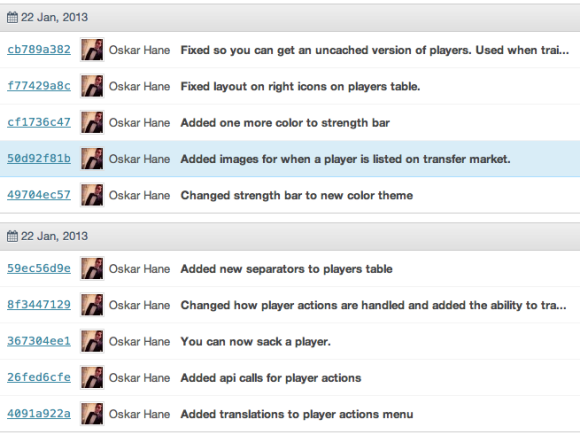 22 Jan, 2013
cb789a382 Oskar Hane Fixed so you can get an uncached version of players. Used when trai...
f77429a8c Oskar Hane Fixed layout on right icons on players table.
cf1736c47 Oskar Hane Added one more color to strength bar
50d92f81b Oskar Hane Added images for when a player is listed on transfer market.
49704ec57 Oskar Hane Changed strength bar to new color theme
22 Jan, 2013
59ec56d9e Oskar Hane Added new separators to players table
8f3447129 Oskar Hane Changed how player actions are handled and added the ability to tra...
367304ee1 Oskar Hane You can now sack a player.
26fed6cfe Oskar Hane Added api calls for player actions
4091a922a Oskar Hane Added translations to player actions menu